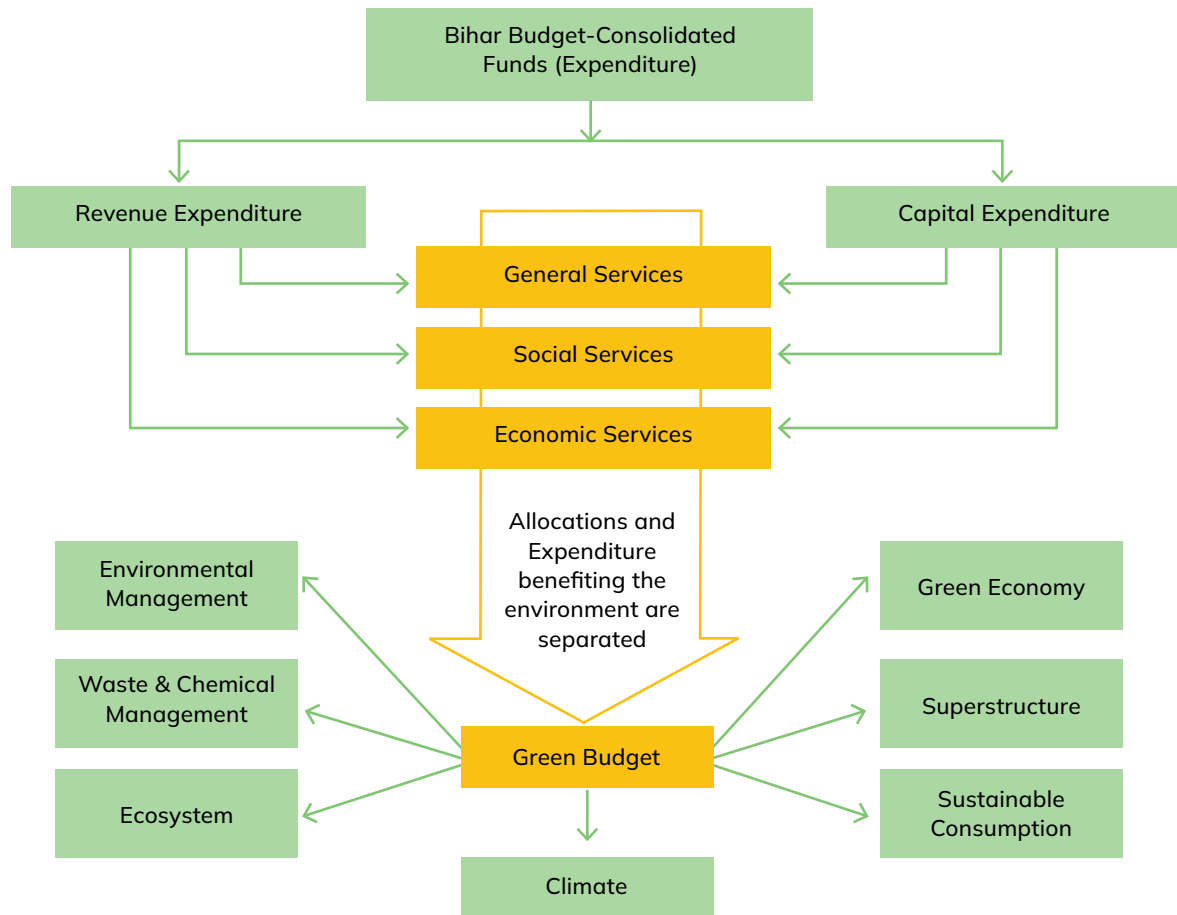 Bihar Budget-Consolidated
Funds (Expenditure)
Revenue Expenditure
Capital Expenditure
General Services
Social Services
Economic Services
Allocations and
Expenditure
benefiting the
environment are
separated
Environmental
Management
Green Economy
Waste & Chemical
Management
Superstructure
Green Budget
Ecosystem
Sustainable
Consumption
Climate